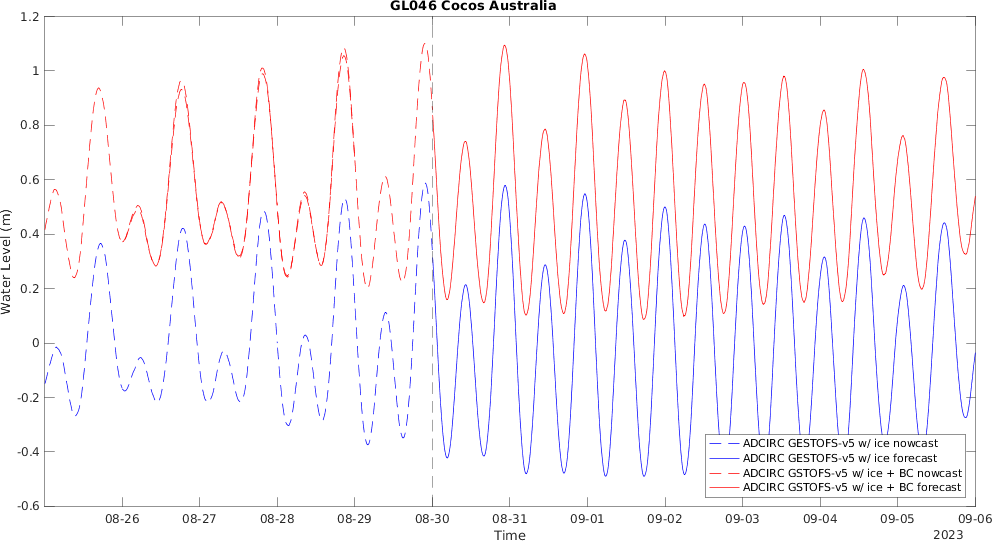 GL046 Cocos Australia
1.2
1
0.8
0.6
0.4
0.2
0
-0.2
-0.4
-0.6
Water Level (m)
ADCIRC GESTOFS-v5 w/ ice nowcast
ADCIRC GESTOFS-v5 w/ ice forecast
ADCIRC GSTOFS-v5 w/ ice + BC nowcast
ADCIRC GSTOFS-v5 w/ ice + BC forecast
08-26 08-27 08-28 08-29 08-30 08-31 09-01 09-02 09-03 09-04 09-05 09-06
Time
2023